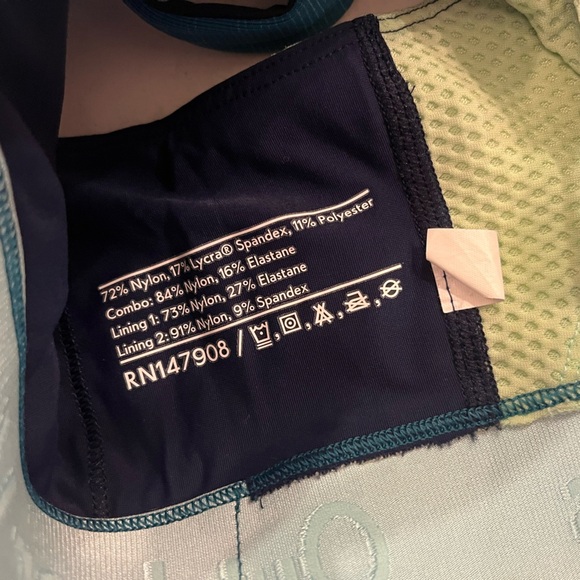 72% Nylon, 17% Lycra® Spandex, 11% Polyester
Combo: 84% Nylon, 16% Elastane
Lining 1: 73% Nylon, 27% Elastane
Lining 2: 91% Nylon, 9% Spandex
RN147908 /